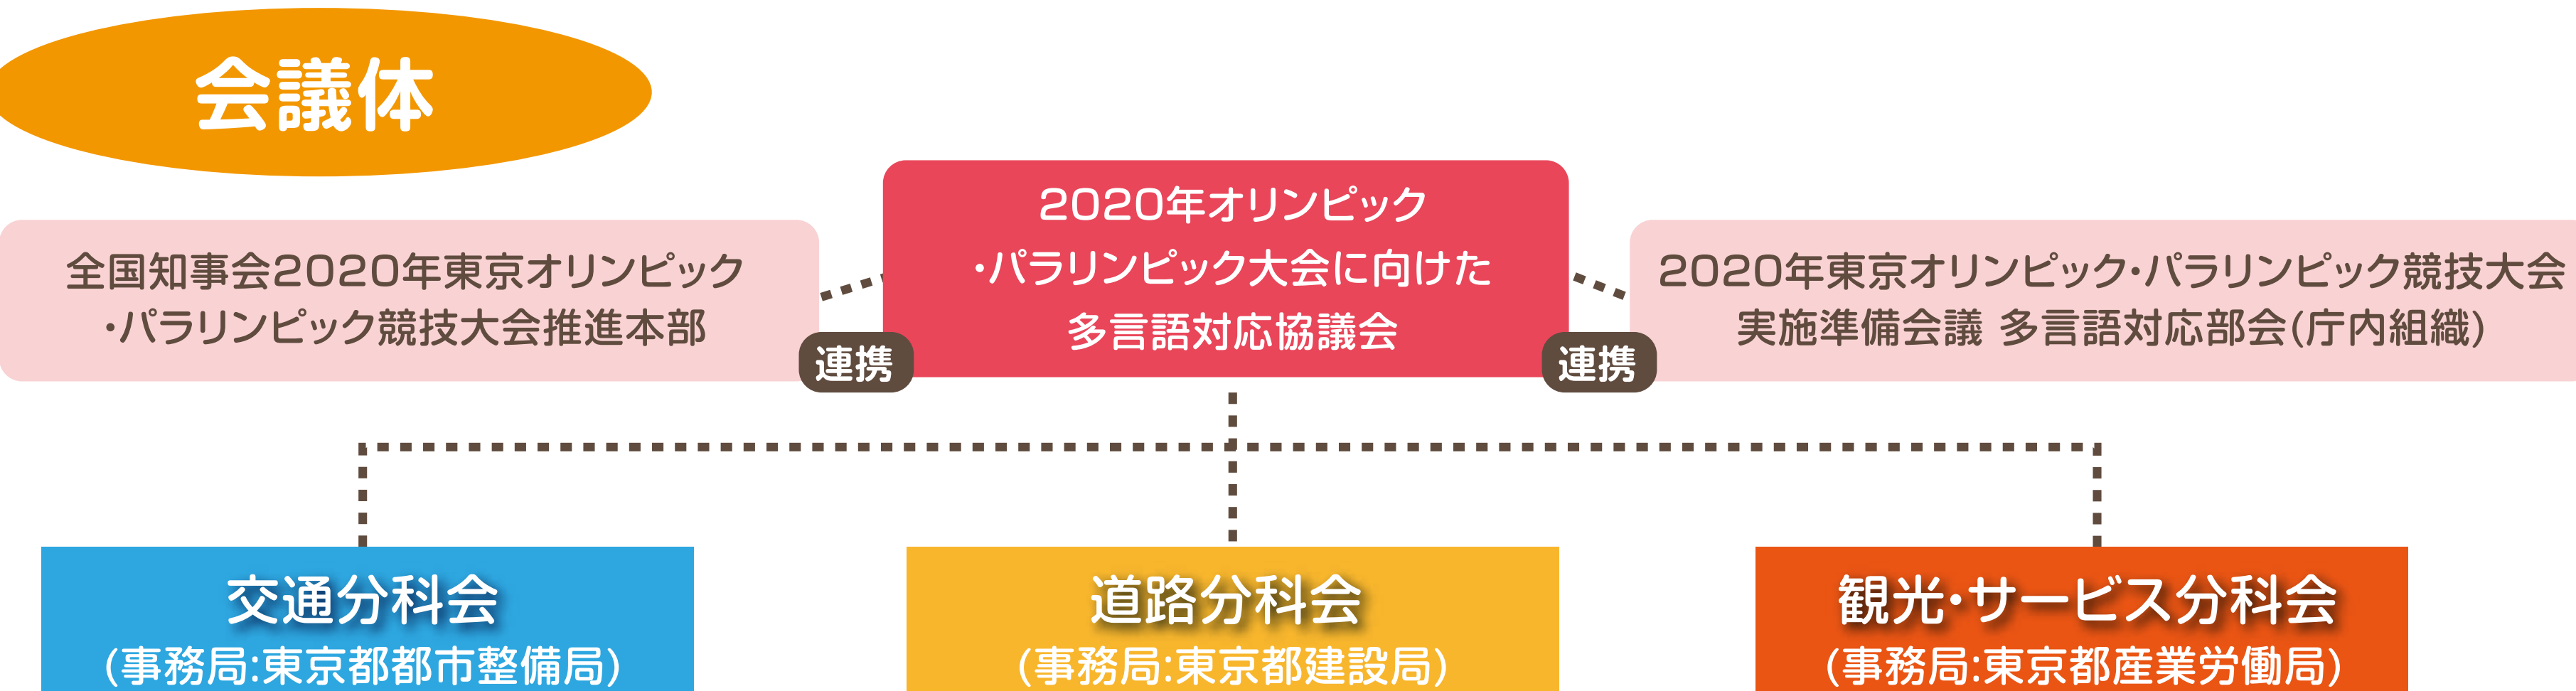 会議体
2020年オリンピック
・パラリンピック大会に向けた
多言語対応協議会
全国知事会2020年東京オリンピック
・パラリンピック競技大会推進本部
連携
連携
2020年東京オリンピック・パラリンピック競技大会
実施準備会議 多言語対応部会(庁内組織)
交通分科会
(事務局:東京都都市整備局)
道路分科会
(事務局:東京都建設局)
観光・サービス分科会
(事務局:東京都産業労働局)